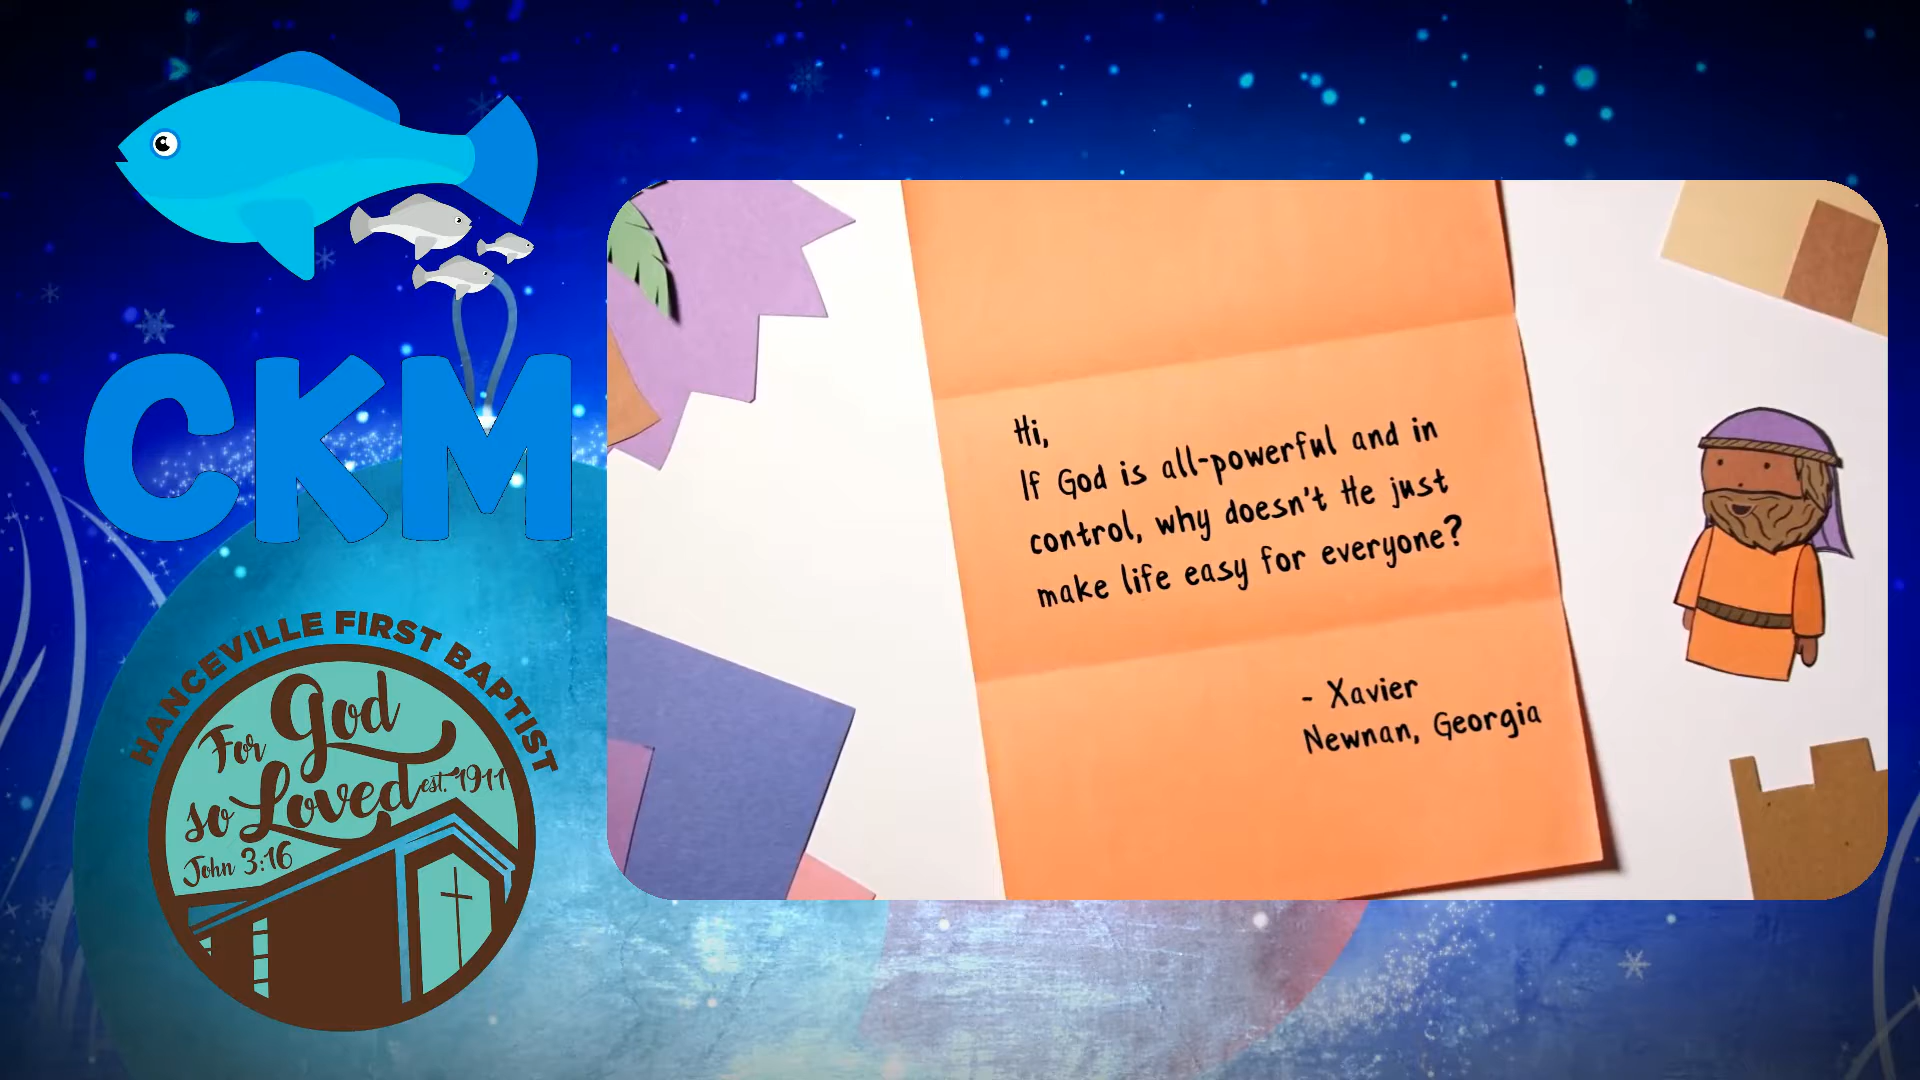 CKM
HANCEVILLE FIRST BAPTIST
For God
so Loved
est. 1911
John 3:16
Hi,
If God is all-powerful and in
control, why doesn't He just
make life easy for everyone?
- Xavier
Newnan, Georgia